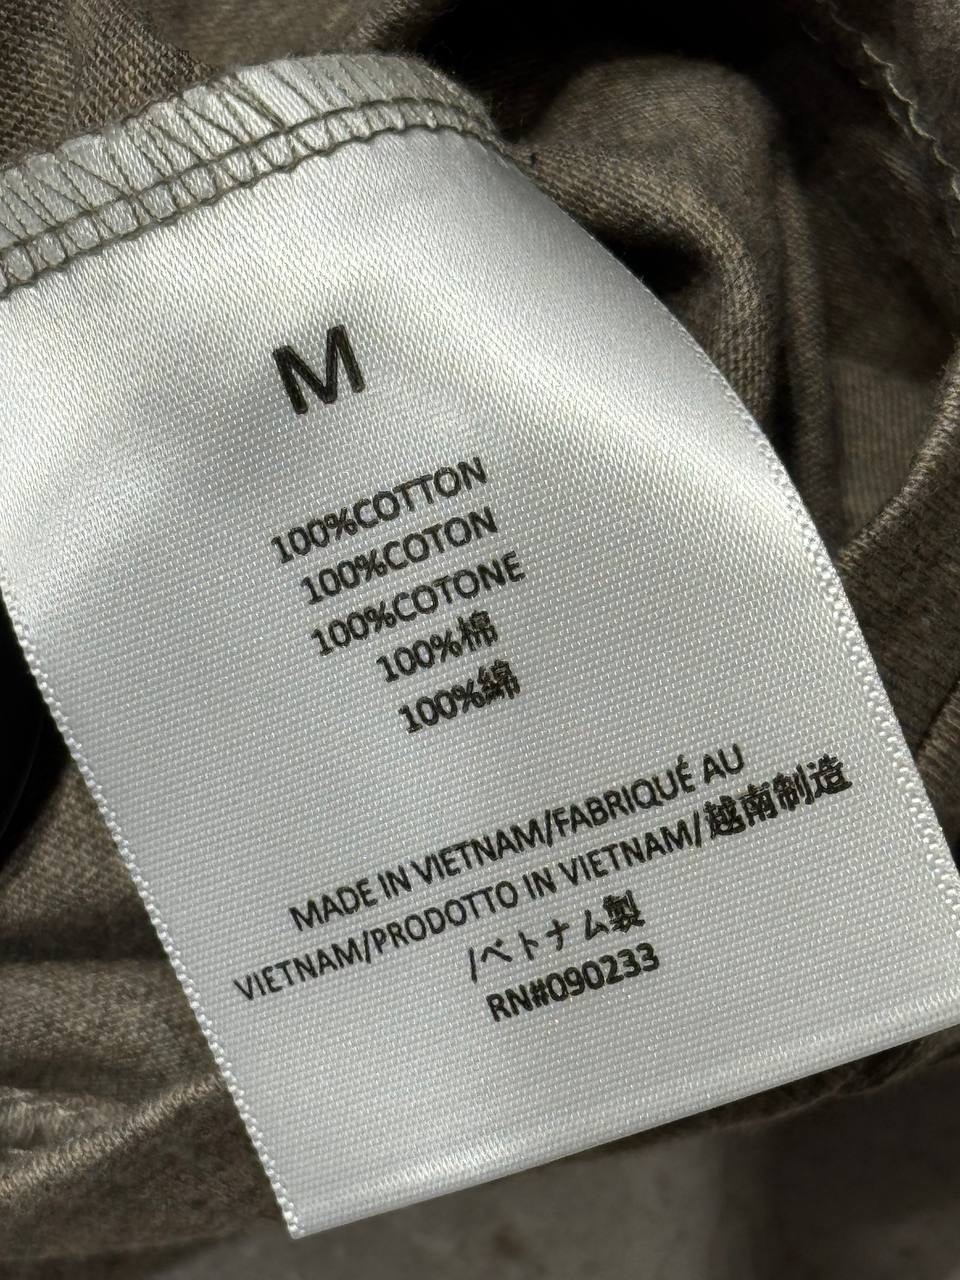 M
100%COTTON
100%COTON
100%COTONE
100%棉
100%綿
MADE IN VIETNAM/FABRIQUÉ AU
VIETNAM/PRODOTTO IN VIETNAM/越南制造
/ベトナム製
RN#090233